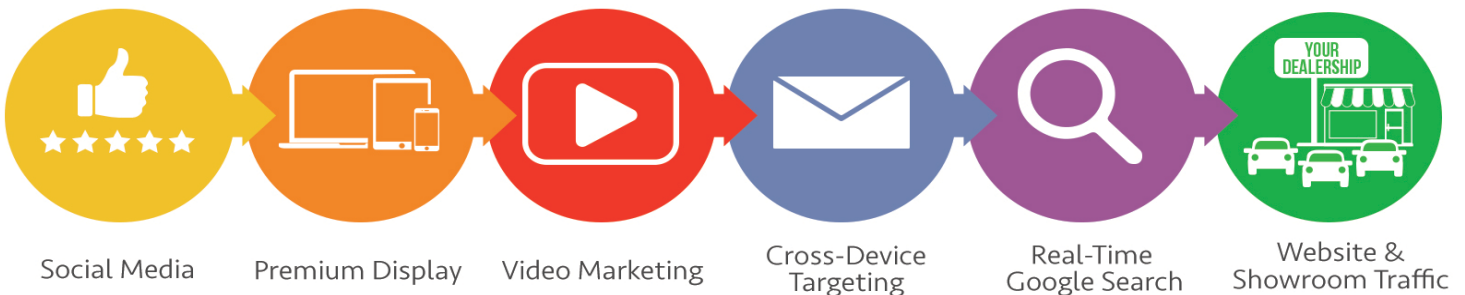 YOUR
DEALERSHIP
Social Media
Premium Display
Video Marketing
Cross-Device
Targeting
Real-Time
Google Search
Website &
Showroom Traffic